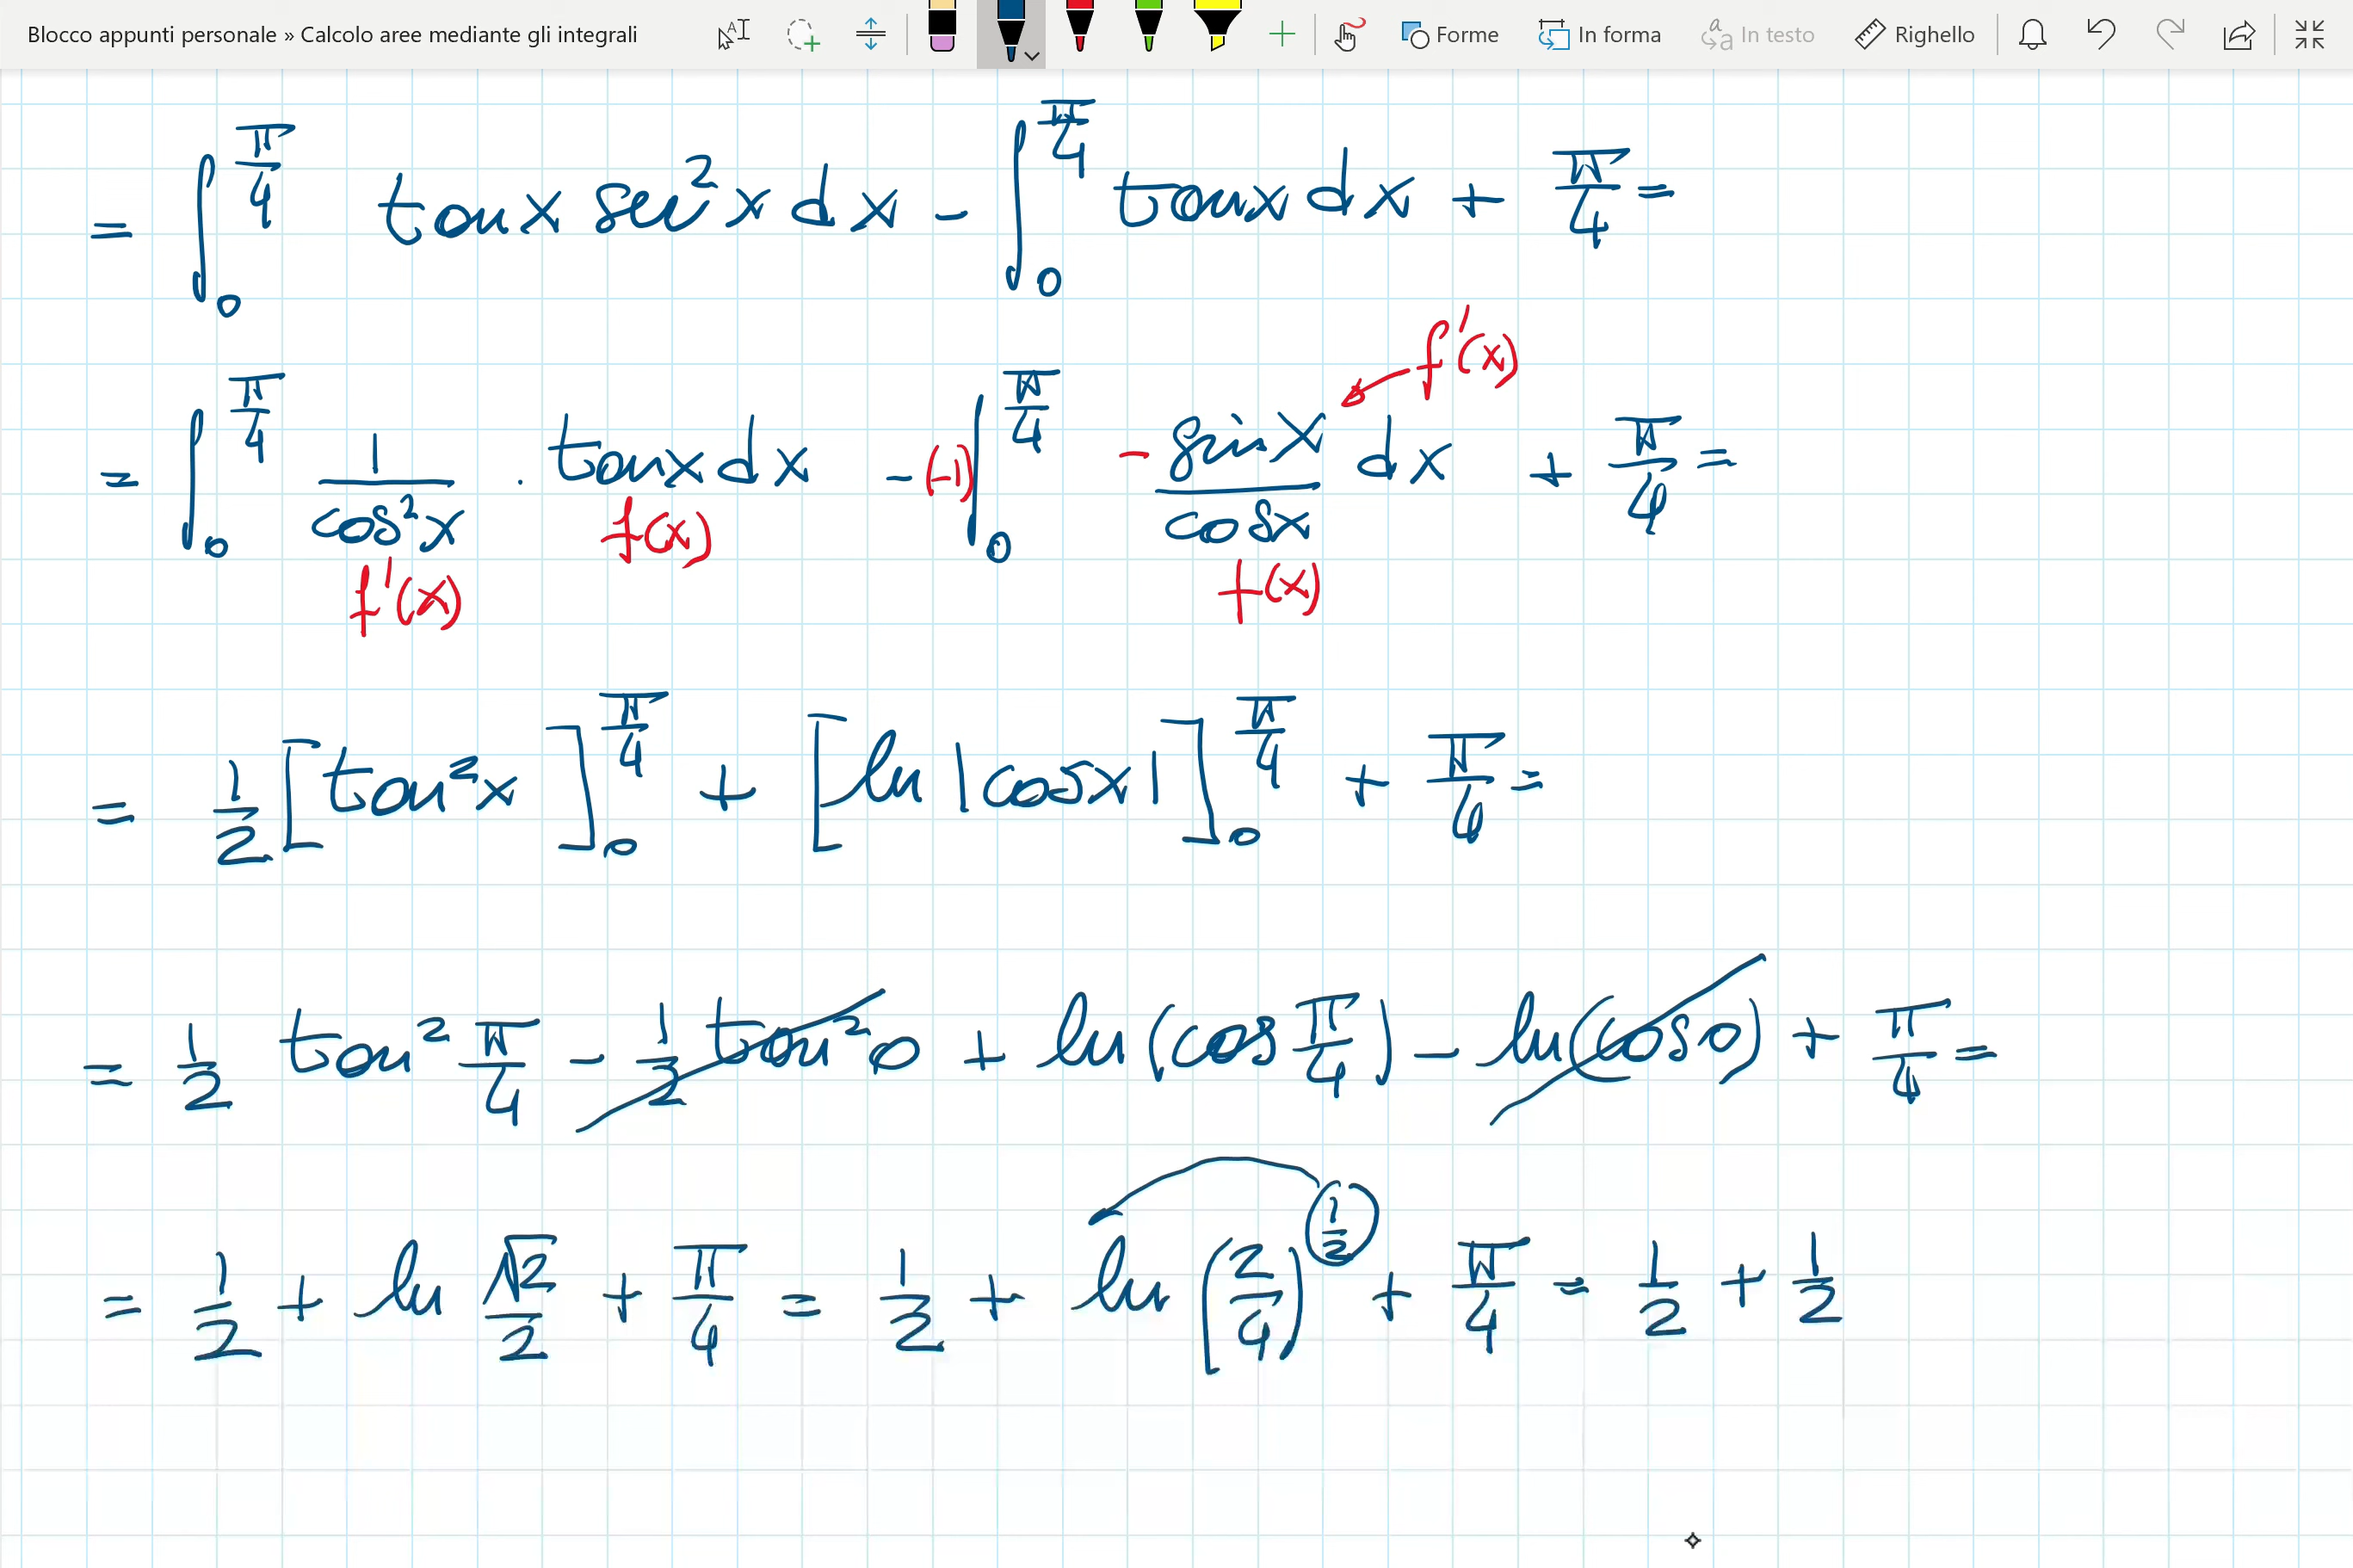 Blocco appunti personale » Calcolo aree mediante gli integrali Forme In forma In testo Righello
= ∫₀^{π/4} tan x sec² x dx - ∫₀^{π/4} tan x dx + π/4 =
f'(x)
= ∫₀^{π/4} 1/cos² x · tan x dx - (-1) ∫₀^{π/4} - sin x / cos x dx + π/4 =
f'(x) f(x) f(x)
= 1/2 [tan² x]₀^{π/4} + [ln |cos x|]₀^{π/4} + π/4 =
= 1/2 tan² π/4 - 1/2 tan² 0 + ln (cos π/4) - ln (cos 0) + π/4 =
= 1/2 + ln √2/2 + π/4 = 1/2 + ln (2/4)^{1/2} + π/4 = 1/2 + 1/2